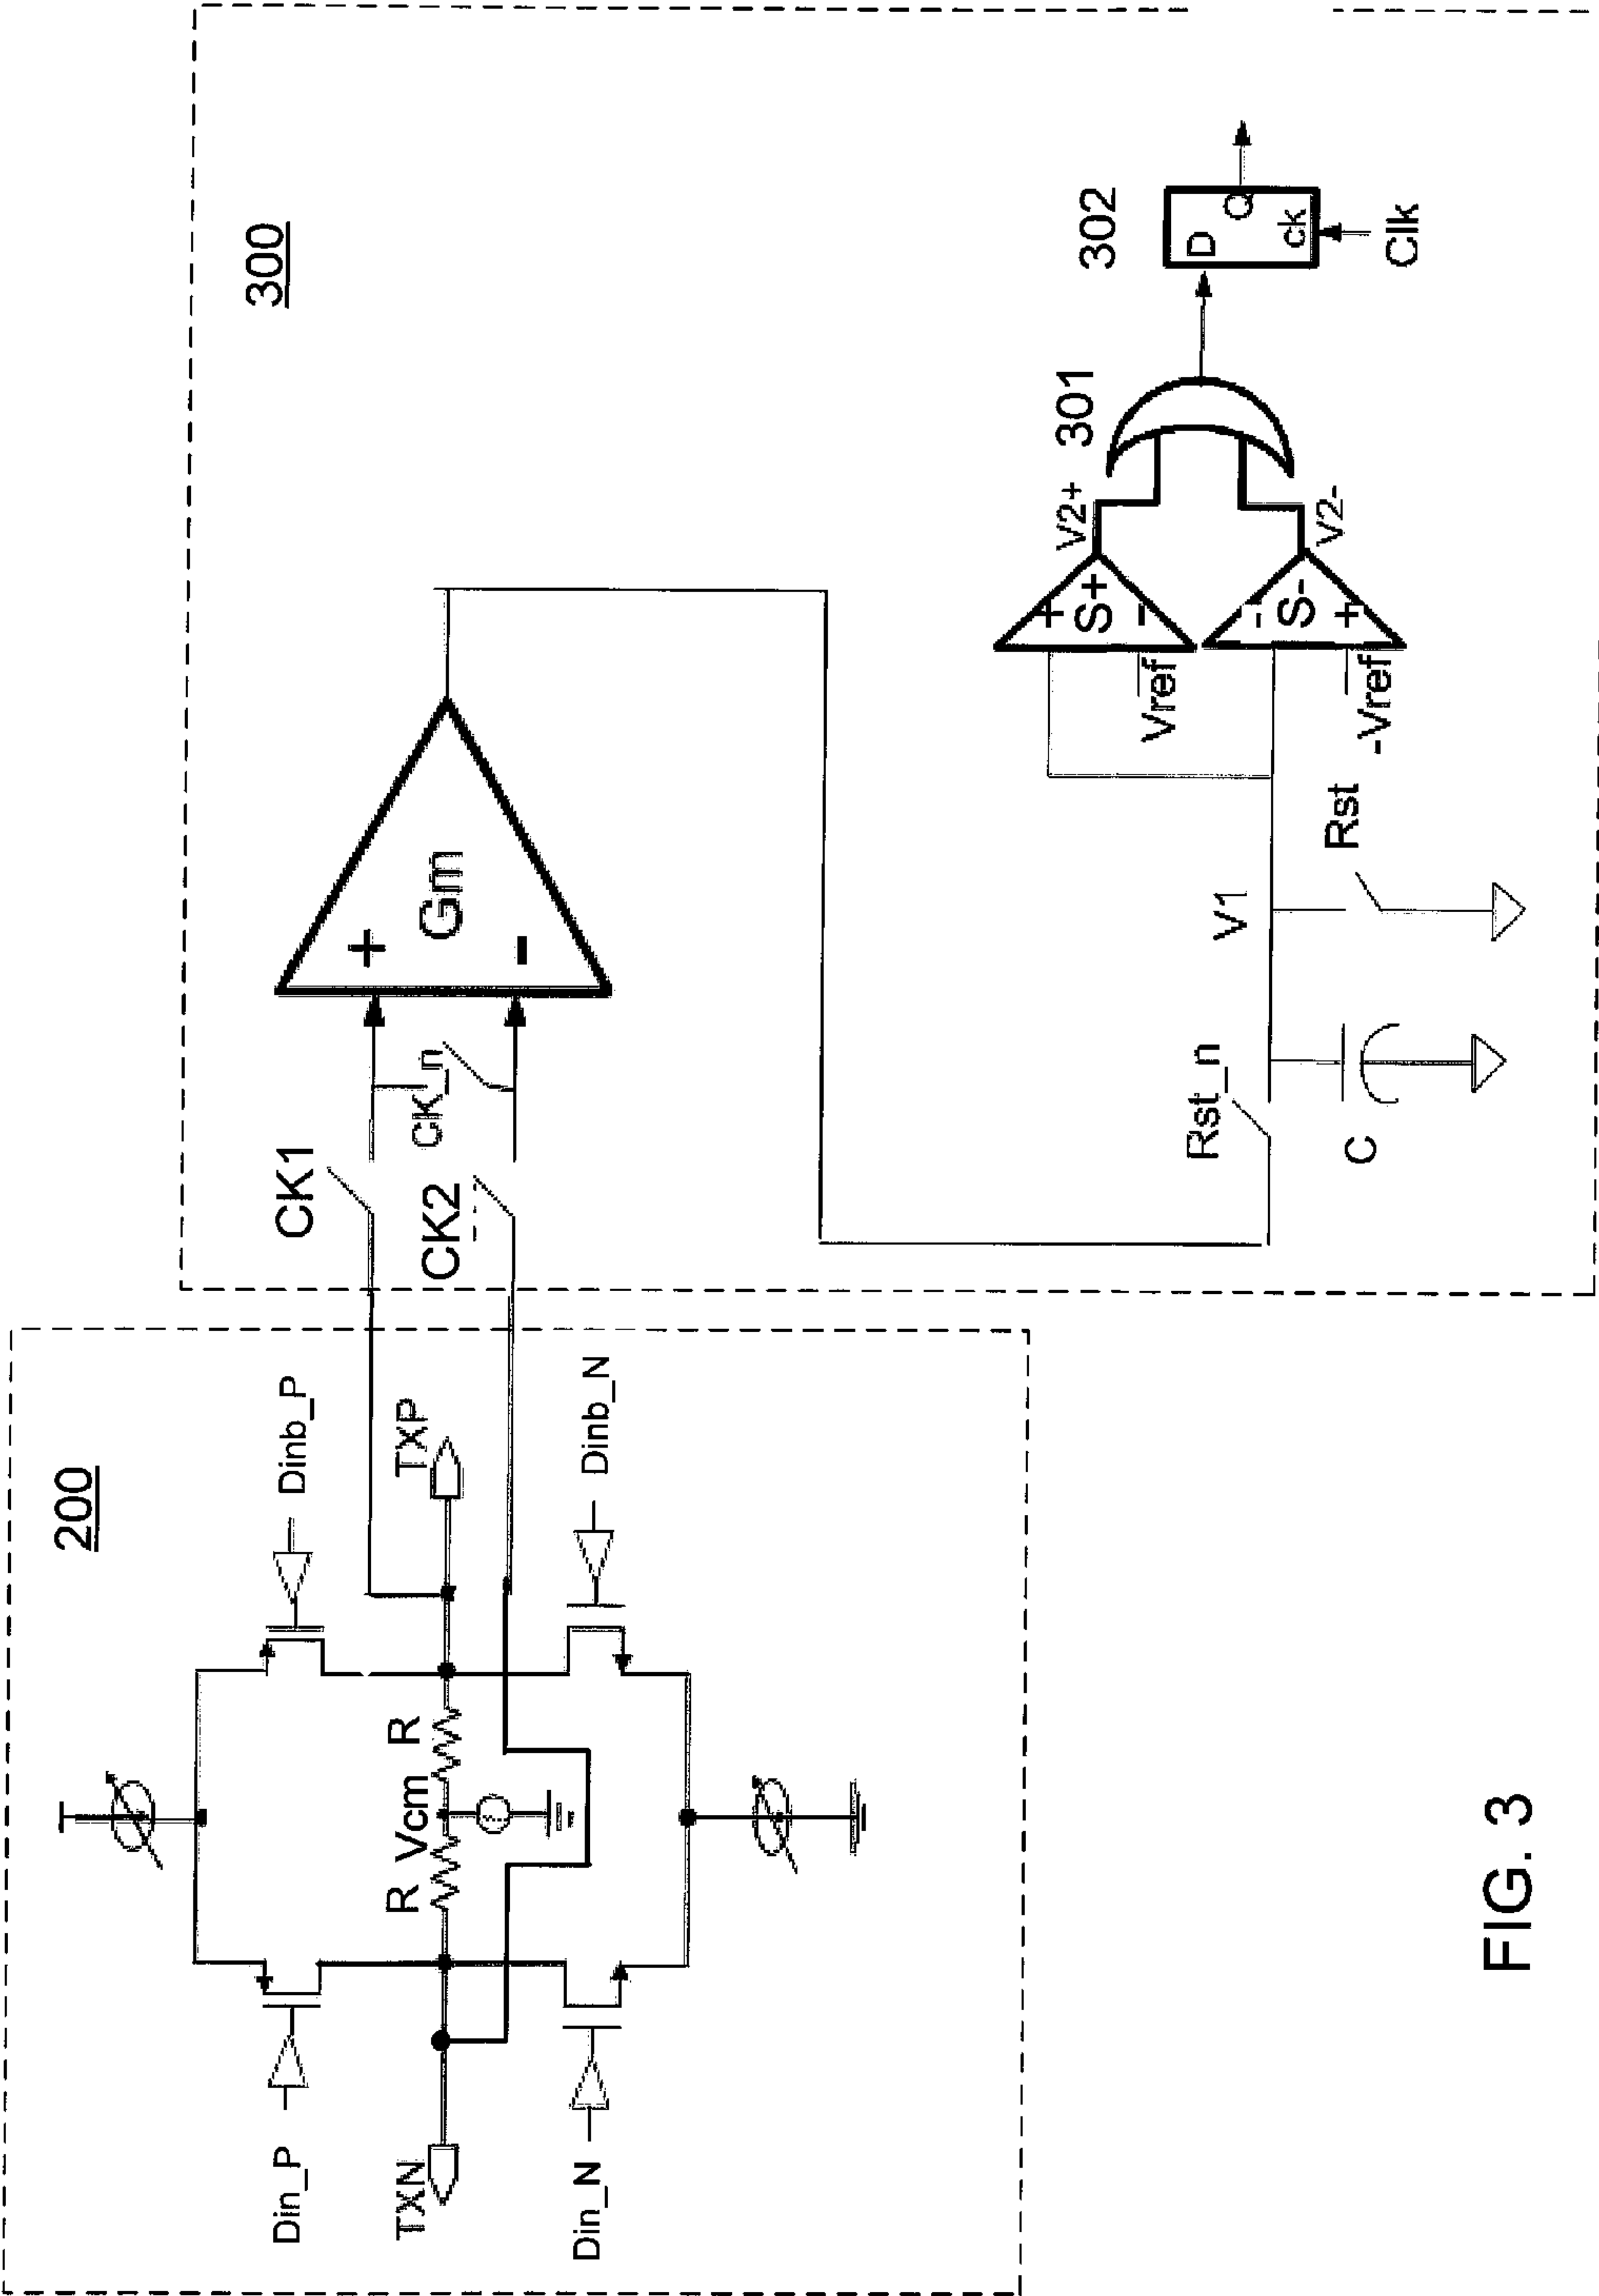 200
Din_P
Dinb_P
TXN
R
Vcm
R
TXP
Din_N
Dinb_N
300
CK1
CK_n
CK2
+
Gm
-
Rst_n
C
V1
Rst
Vref
-Vref
+
S+
-
-
S-
+
V2+
V2-
301
302
D
Q
ck
Clk
FIG. 3